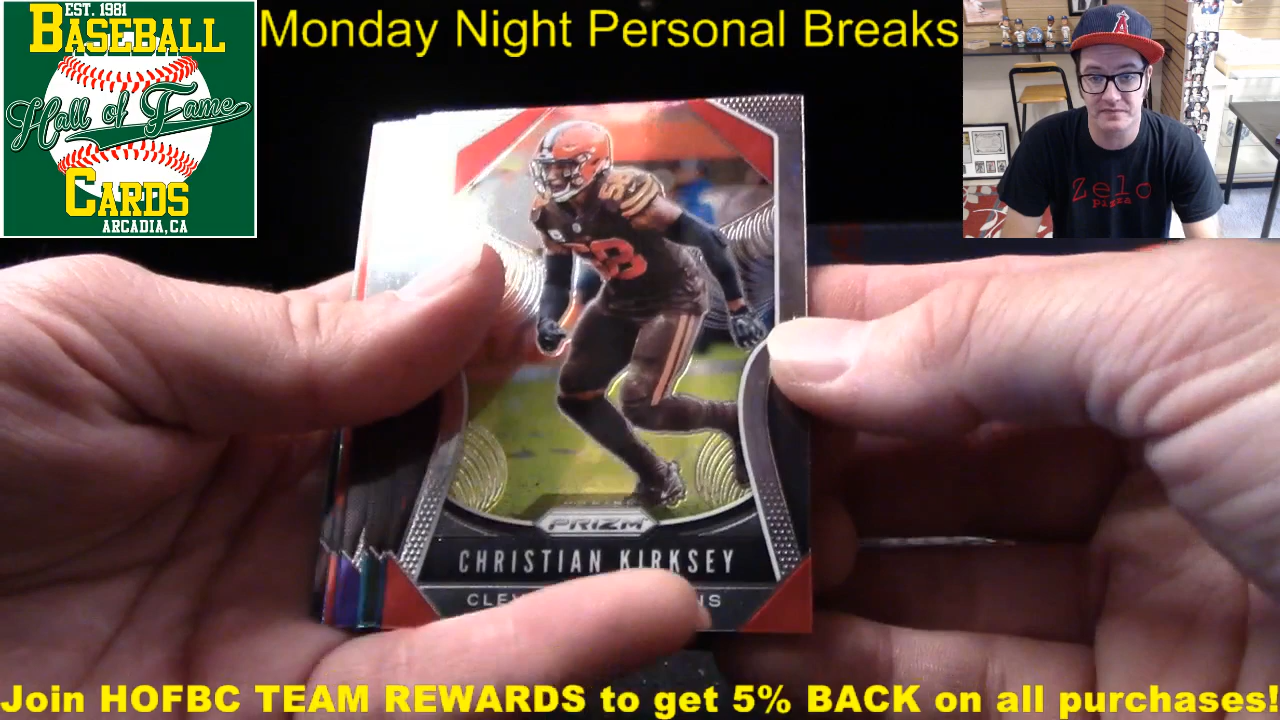 EST. 1981
BASEBALL
Hall of Fame
CARDS
ARCADIA, CA
Monday Night Personal Breaks
A
Zelo
pizza
PRIZM
CHRISTIAN KIRKSEY
Join HOFBC TEAM REWARDS to get 5% BACK on all purchases!